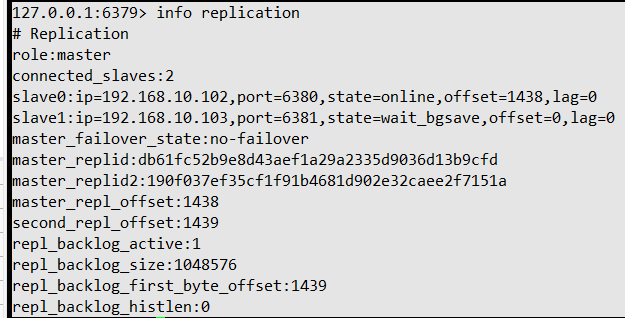 127.0.0.1:6379> info replication
# Replication
role:master
connected_slaves:2
slave0:ip=192.168.10.102,port=6380,state=online,offset=1438,lag=0
slave1:ip=192.168.10.103,port=6381,state=wait_bgsave,offset=0,lag=0
master_failover_state:no-failover
master_replid:db61fc52b9e8d43aef1a29a2335d9036d13b9cfd
master_replid2:190f037ef35cf1f91b4681d902e32caee2f7151a
master_repl_offset:1438
second_repl_offset:1439
repl_backlog_active:1
repl_backlog_size:1048576
repl_backlog_first_byte_offset:1439
repl_backlog_histlen:0